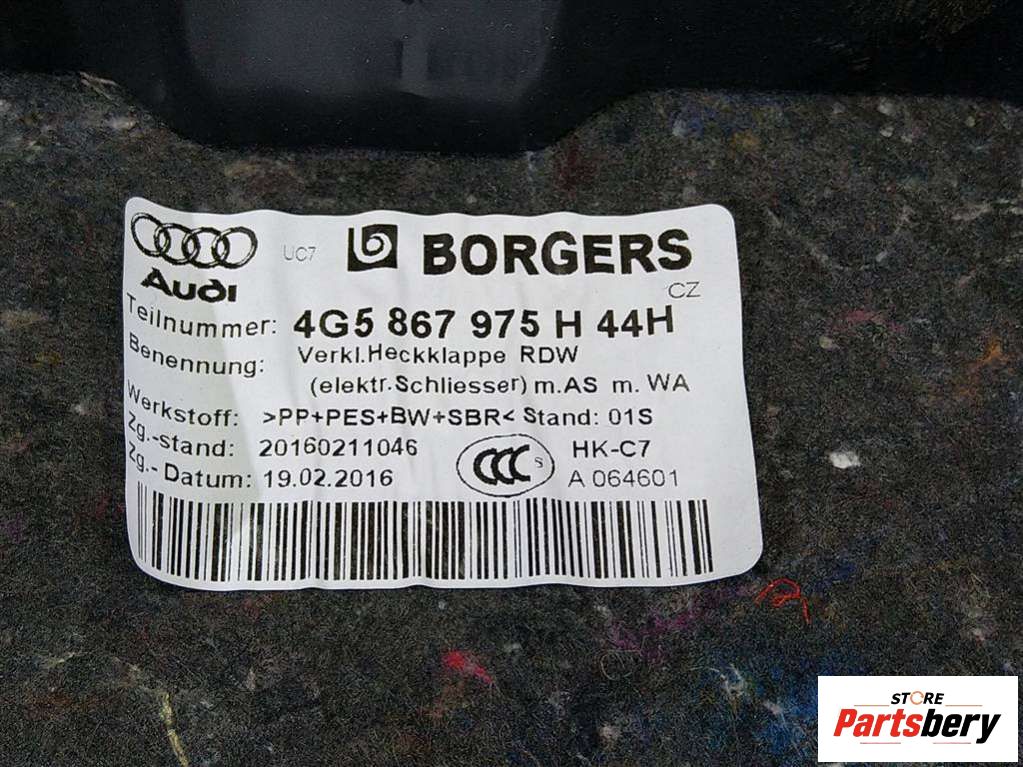 UC7 BORGERS
Audi CZ
Teilnummer: 4G5 867 975 H 44H
Benennung: Verkl.Heckklappe RDW
(elektr.Schliesser) m.AS m. WA
Werkstoff: >PP+PES+BW+SBR< Stand: 01S
Zg.-stand: 20160211046 HK-C7
Zg.- Datum: 19.02.2016 CCC S A 064601
STORE
Partsbery